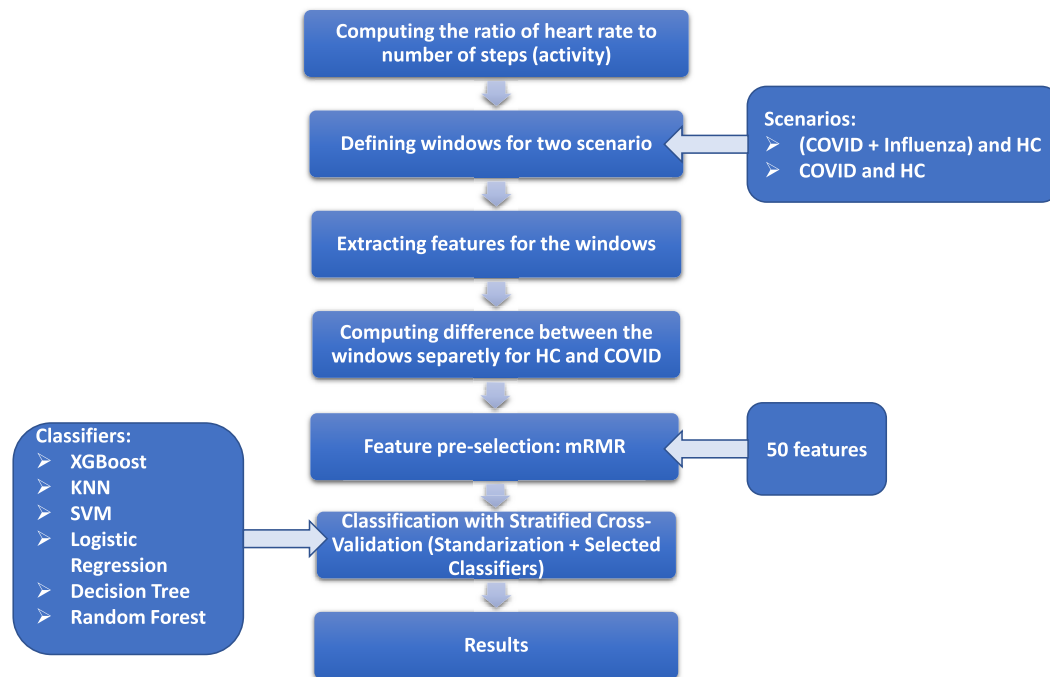 Computing the ratio of heart rate to
number of steps (activity)
Defining windows for two scenario
Scenarios:
➢ (COVID + Influenza) and HC
➢ COVID and HC
Extracting features for the windows
Computing difference between the
windows separetly for HC and COVID
Feature pre-selection: mRMR
50 features
Classifiers:
➢ XGBoost
➢ KNN
➢ SVM
➢ Logistic
Regression
➢ Decision Tree
➢ Random Forest
Classification with Stratified Cross-
Validation (Standarization + Selected
Classifiers)
Results